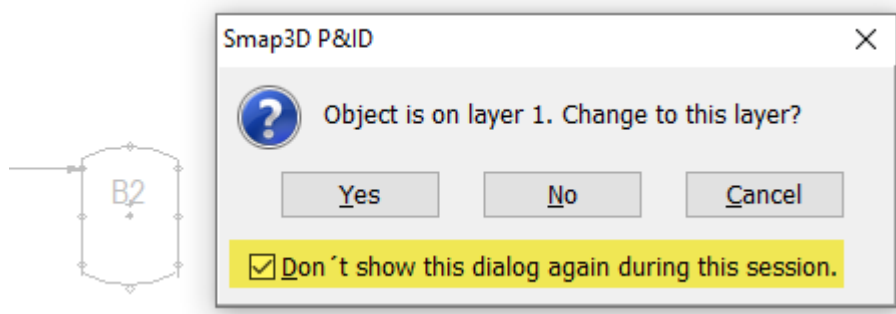 Smap3D P&ID
Object is on layer 1. Change to this layer?
B2
Yes No Cancel
Don´t show this dialog again during this session.